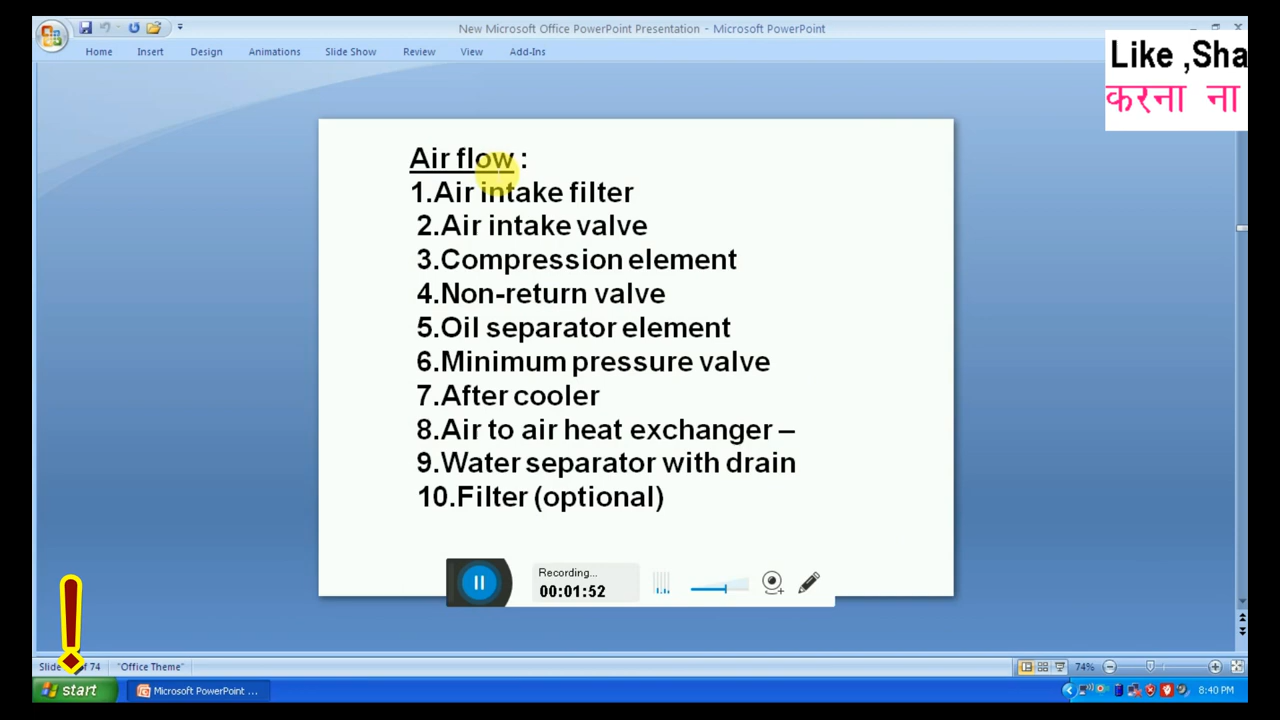 New Microsoft Office PowerPoint Presentation - Microsoft PowerPoint
Home Insert Design Animations Slide Show Review View Add-Ins
Like ,Sha
करना ना
Air flow :
1.Air intake filter
2.Air intake valve
3.Compression element
4.Non-return valve
5.Oil separator element
6.Minimum pressure valve
7.After cooler
8.Air to air heat exchanger –
9.Water separator with drain
10.Filter (optional)
Recording...
00:01:52
Slide of 74 "Office Theme" 74%
start Microsoft PowerPoint ... 8:40 PM